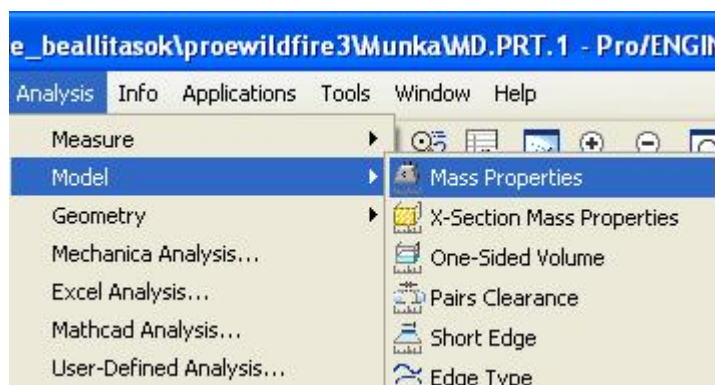 e_beallitasok\proewildfire3\Munka\MD.PRT.1 - Pro/ENGIN
Analysis Info Applications Tools Window Help
Measure
Model
Geometry
Mechanica Analysis...
Excel Analysis...
Mathcad Analysis...
User-Defined Analysis...
Mass Properties
X-Section Mass Properties
One-Sided Volume
Pairs Clearance
Short Edge
Edge Type